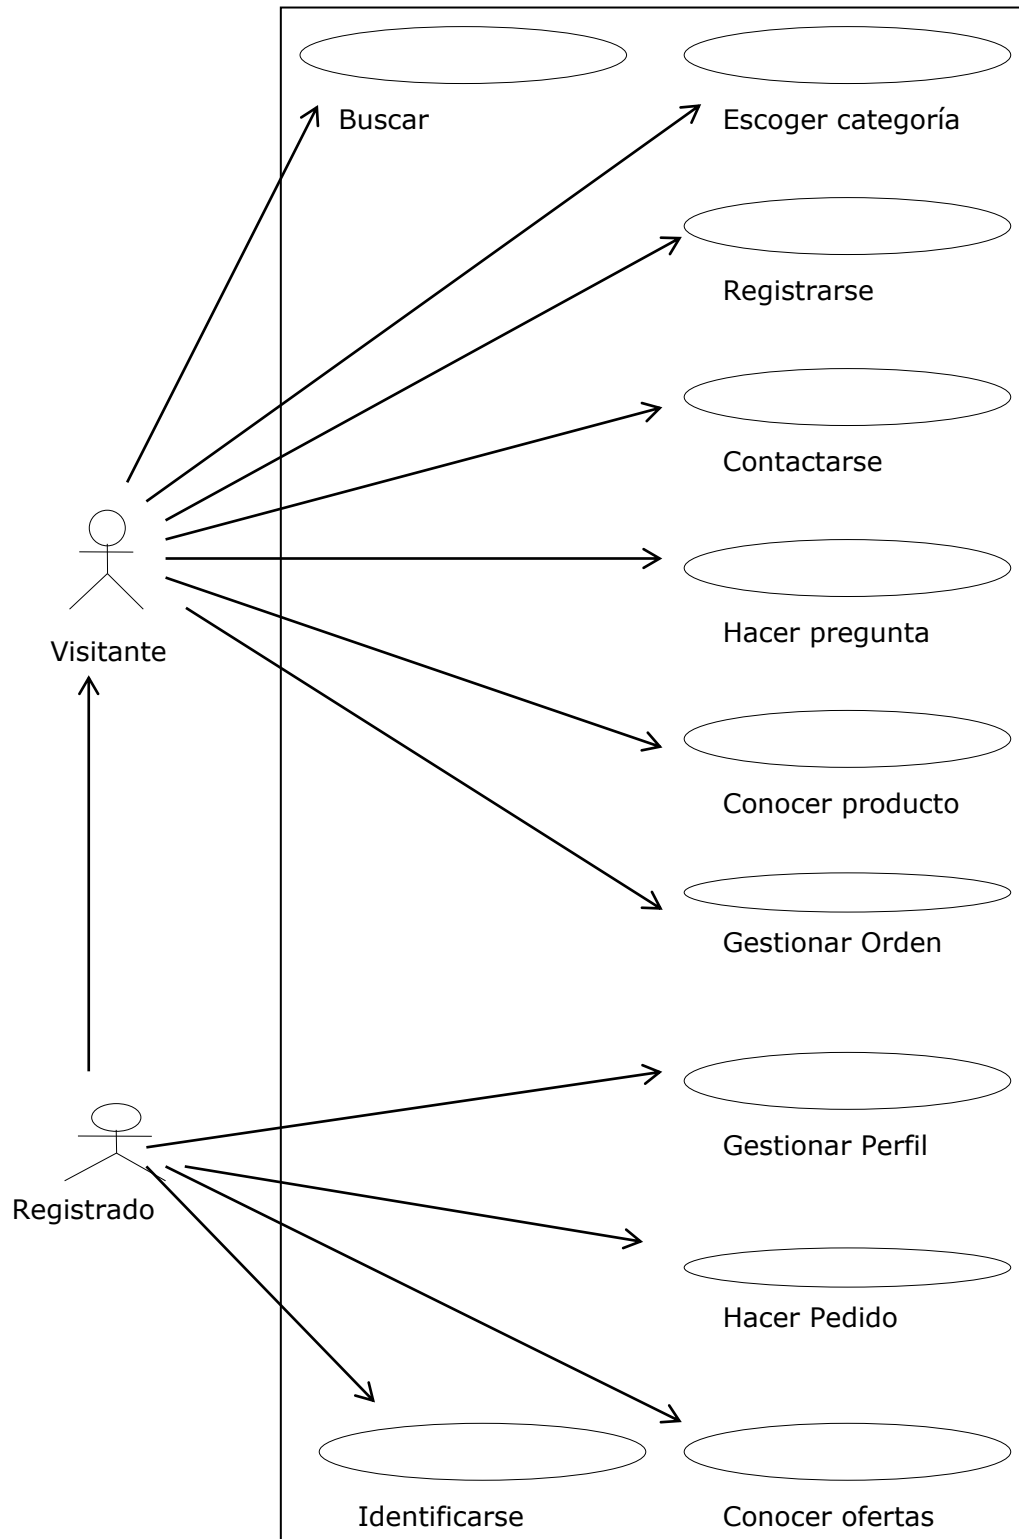 Buscar
Escoger categoría
Registrarse
Contactarse
Hacer pregunta
Visitante
Conocer producto
Gestionar Orden
Gestionar Perfil
Registrado
Hacer Pedido
Identificarse
Conocer ofertas